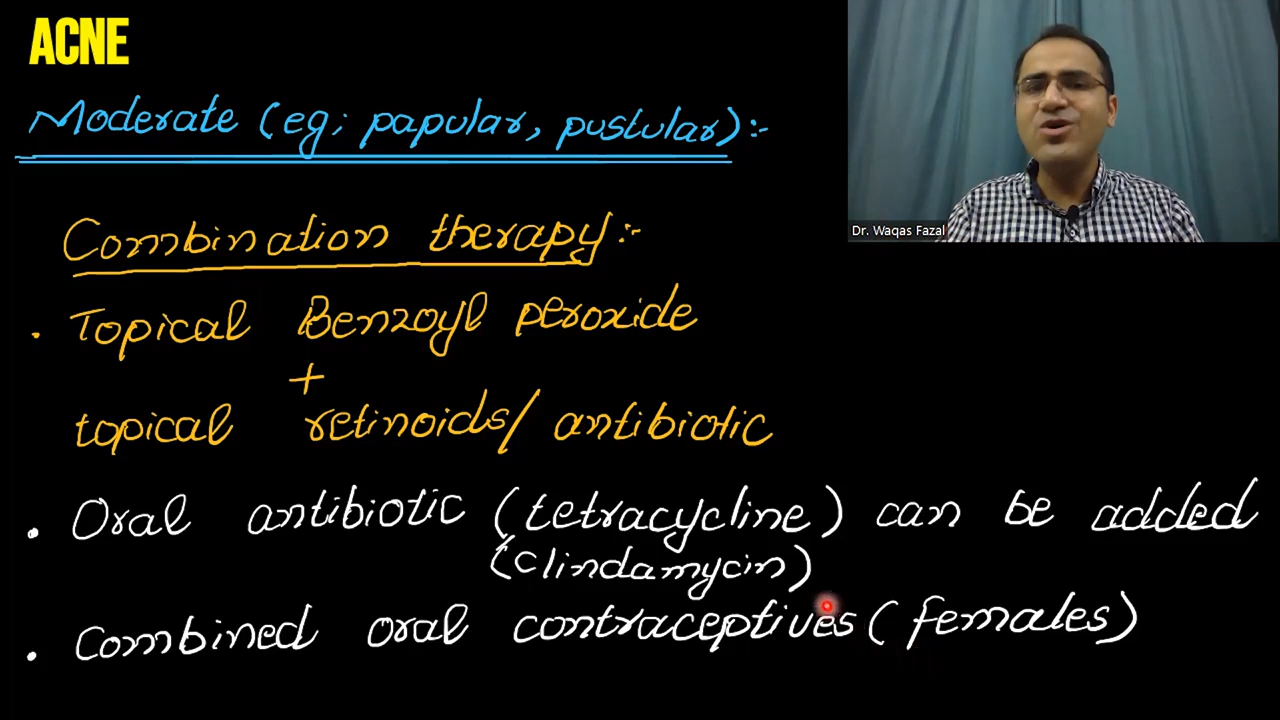 ACNE
Moderate (eg; papular, pustular):-
Dr. Waqas Fazal
Combination therapy:-
. Topical Benzoyl peroxide
+
topical retinoids/ antibiotic
. Oral antibiotic (tetracycline) can be added
(clindamycin)
. Combined oral contraceptives (females)